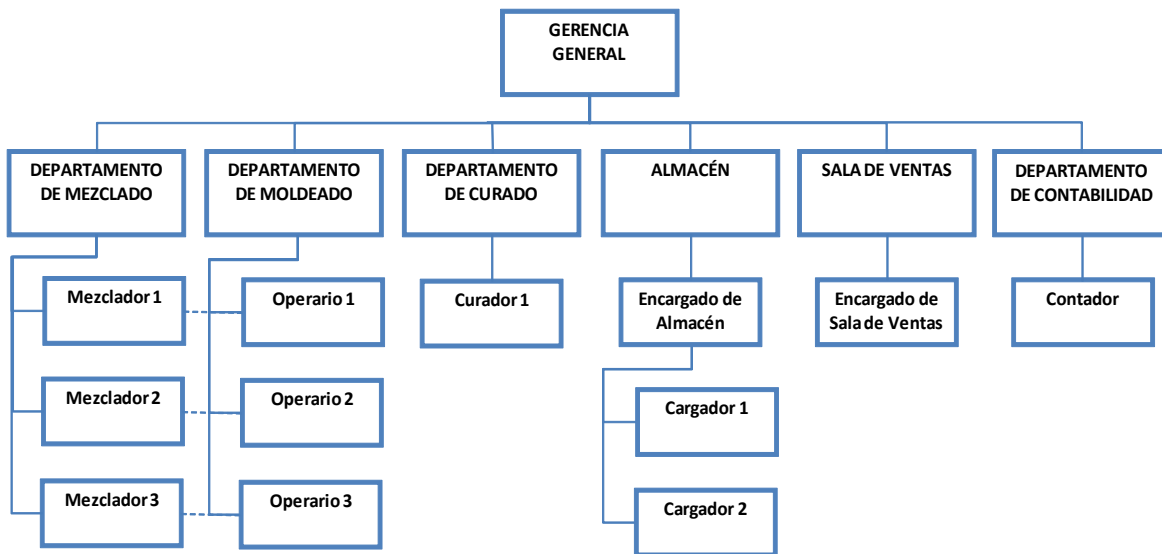 GERENCIA
GENERAL
DEPARTAMENTO
DE MEZCLADO
DEPARTAMENTO
DE MOLDEADO
DEPARTAMENTO
DE CURADO
ALMACÉN
SALA DE VENTAS
DEPARTAMENTO
DE CONTABILIDAD
Mezclador 1
Operario 1
Curador 1
Encargado de
Almacén
Encargado de
Sala de Ventas
Contador
Mezclador 2
Operario 2
Cargador 1
Mezclador 3
Operario 3
Cargador 2